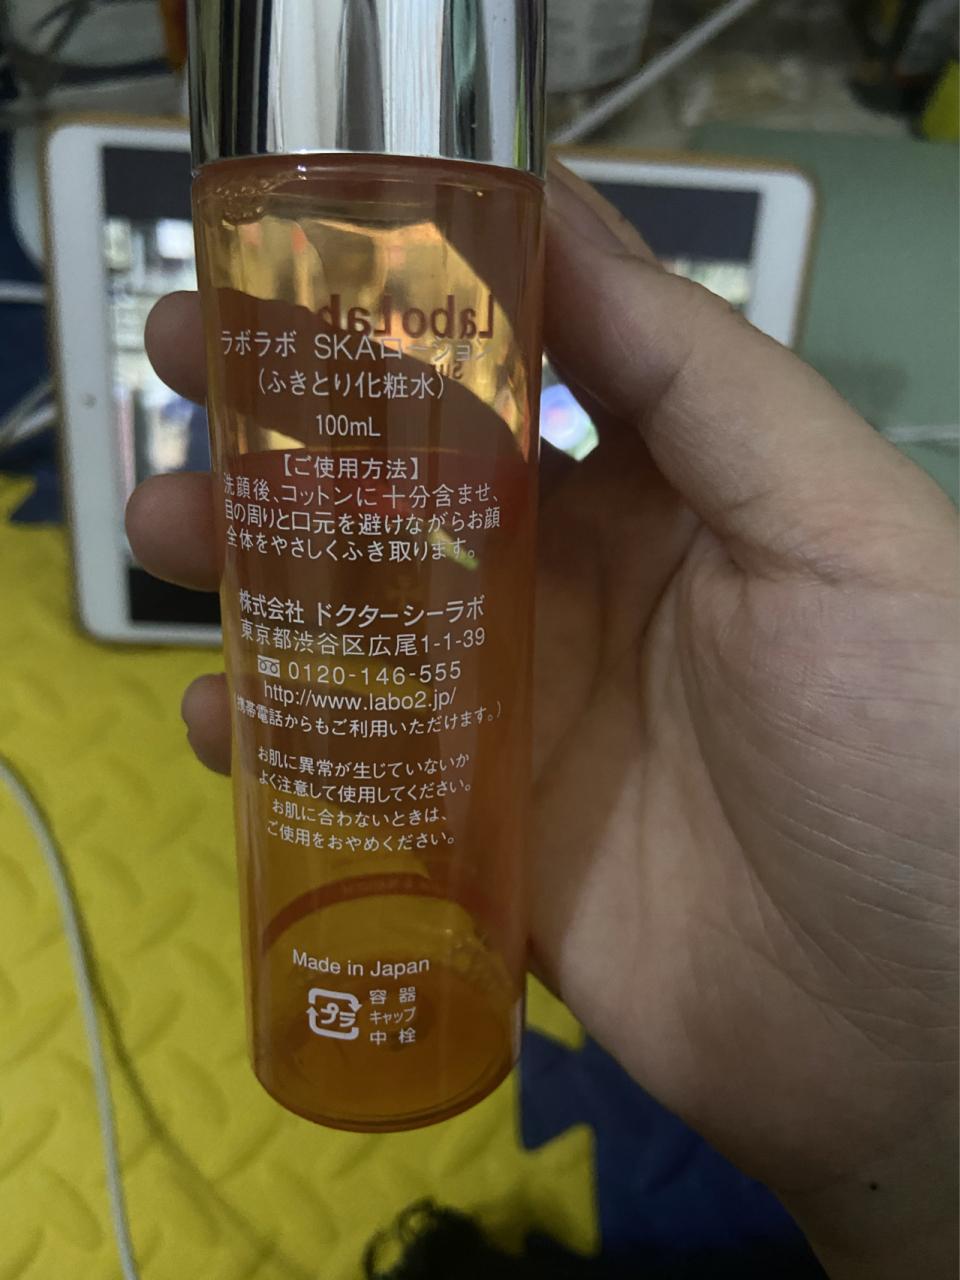 Labo Labo
ラボラボ SKAローション
（ふきとり化粧水）
100mL
【ご使用方法】
洗顔後、コットンに十分含ませ、
目の周りと口元を避けながらお顔
全体をやさしくふき取ります。
株式会社 ドクターシーラボ
東京都渋谷区広尾1-1-39
0120-146-555
http://www.labo2.jp/
（携帯電話からもご利用いただけます。）
お肌に異常が生じていないか
よく注意して使用してください。
お肌に合わないときは、
ご使用をおやめください。
Made in Japan
プラ
容器
キャップ
中栓